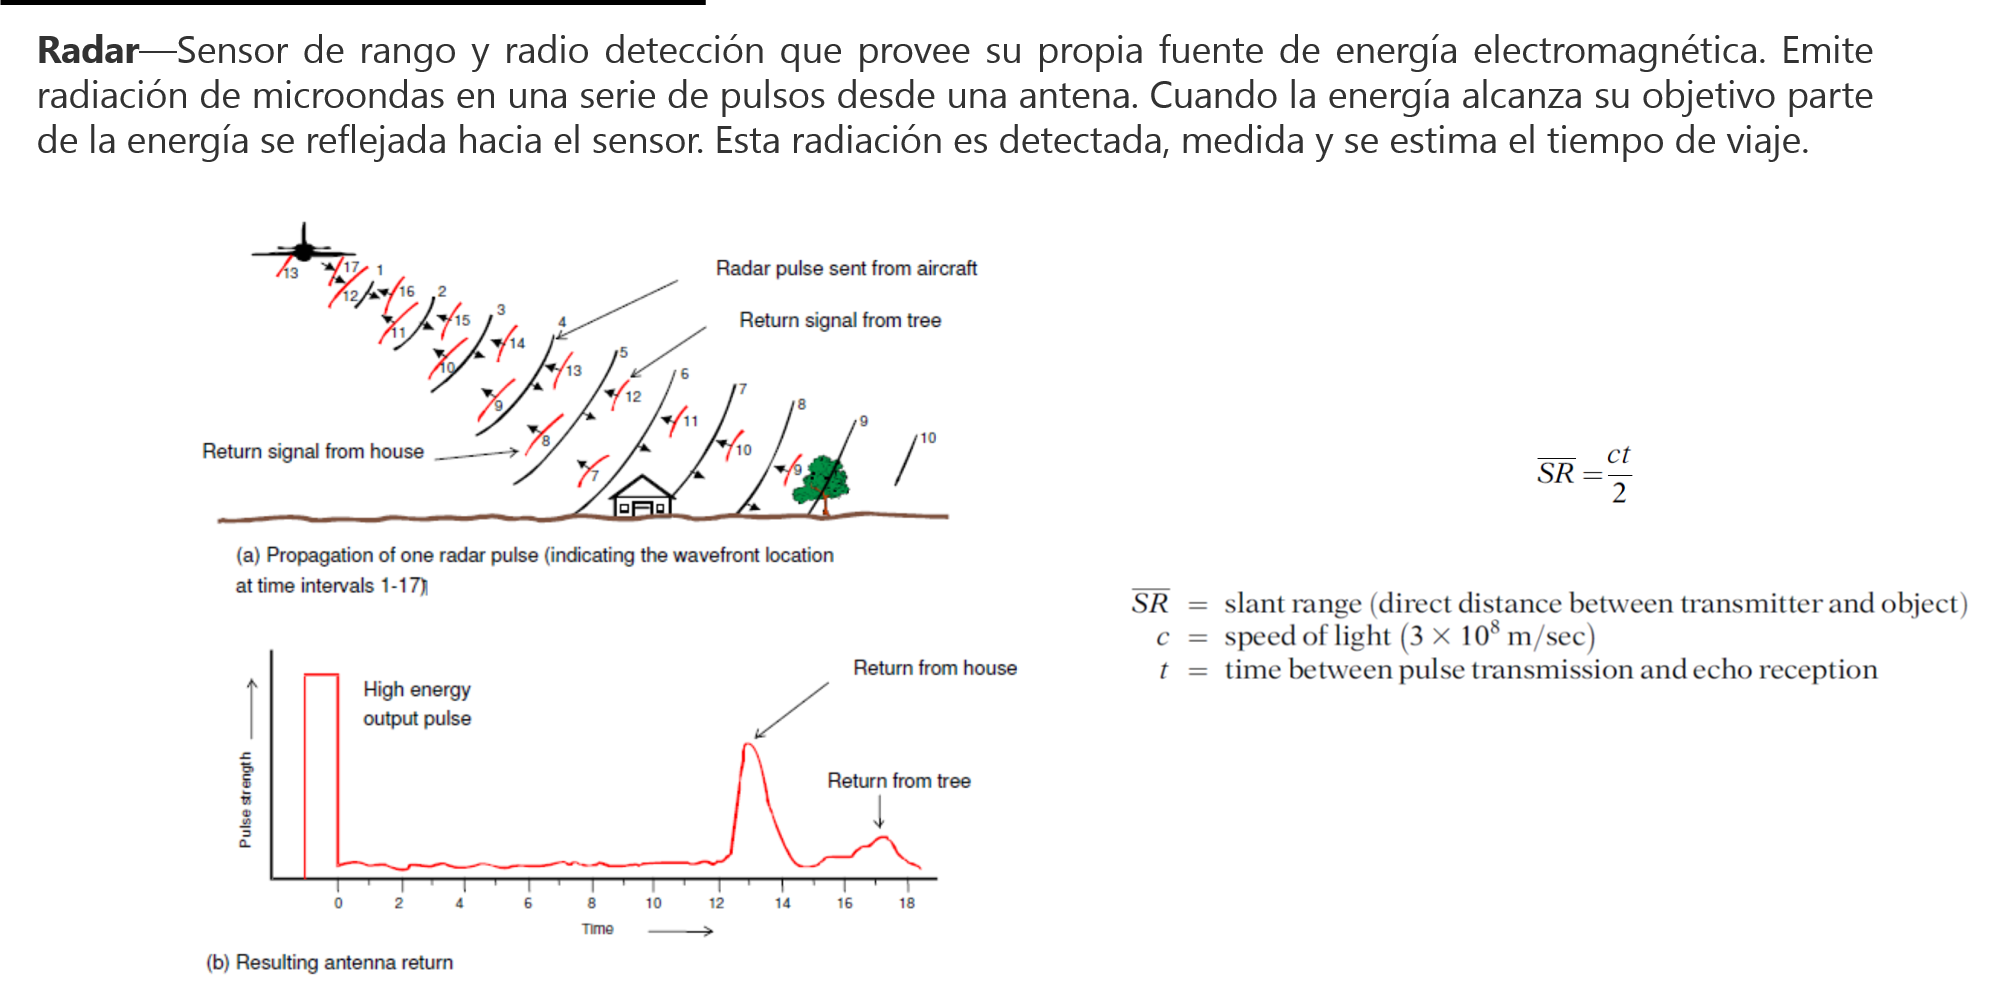 Radar—Sensor de rango y radio detección que provee su propia fuente de energía electromagnética. Emite
radiación de microondas en una serie de pulsos desde una antena. Cuando la energía alcanza su objetivo parte
de la energía se reflejada hacia el sensor. Esta radiación es detectada, medida y se estima el tiempo de viaje.
Radar pulse sent from aircraft
Return signal from tree
13
17
1
12
16
2
11
15
3
10
14
4
9
13
5
8
12
6
7
11
7
10
8
9
9
10
Return signal from house
(a) Propagation of one radar pulse (indicating the wavefront location
at time intervals 1-17)
SR = ct/2
SR = slant range (direct distance between transmitter and object)
c = speed of light (3 × 10⁸ m/sec)
t = time between pulse transmission and echo reception
Pulse strength
High energy
output pulse
Return from house
Return from tree
0 2 4 6 8 10 12 14 16 18
Time
(b) Resulting antenna return